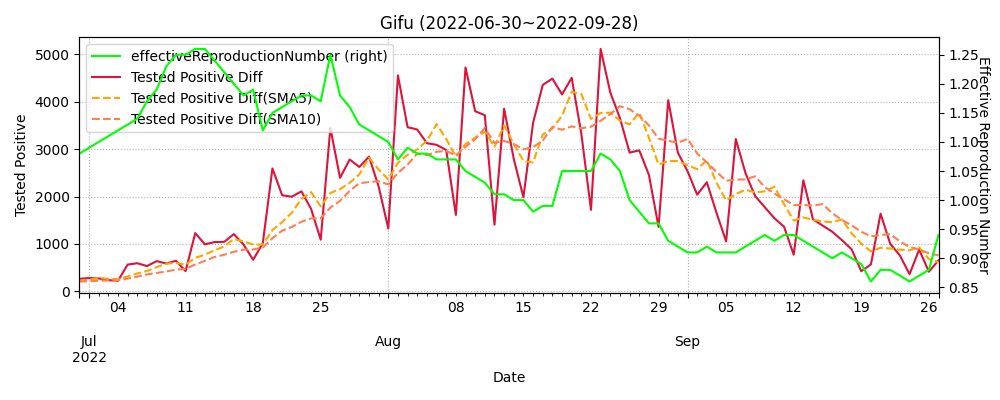 Gifu (2022-06-30~2022-09-28)
effectiveReproductionNumber (right)
Tested Positive Diff
Tested Positive Diff(SMA5)
Tested Positive Diff(SMA10)
Tested Positive
5000
4000
3000
2000
1000
0
1.25
1.20
1.15
1.10
1.05
1.00
0.95
0.90
0.85
Effective Reproduction Number
04 11 18 25 08 15 22 29 05 12 19 26
Jul Aug Sep
2022
Date